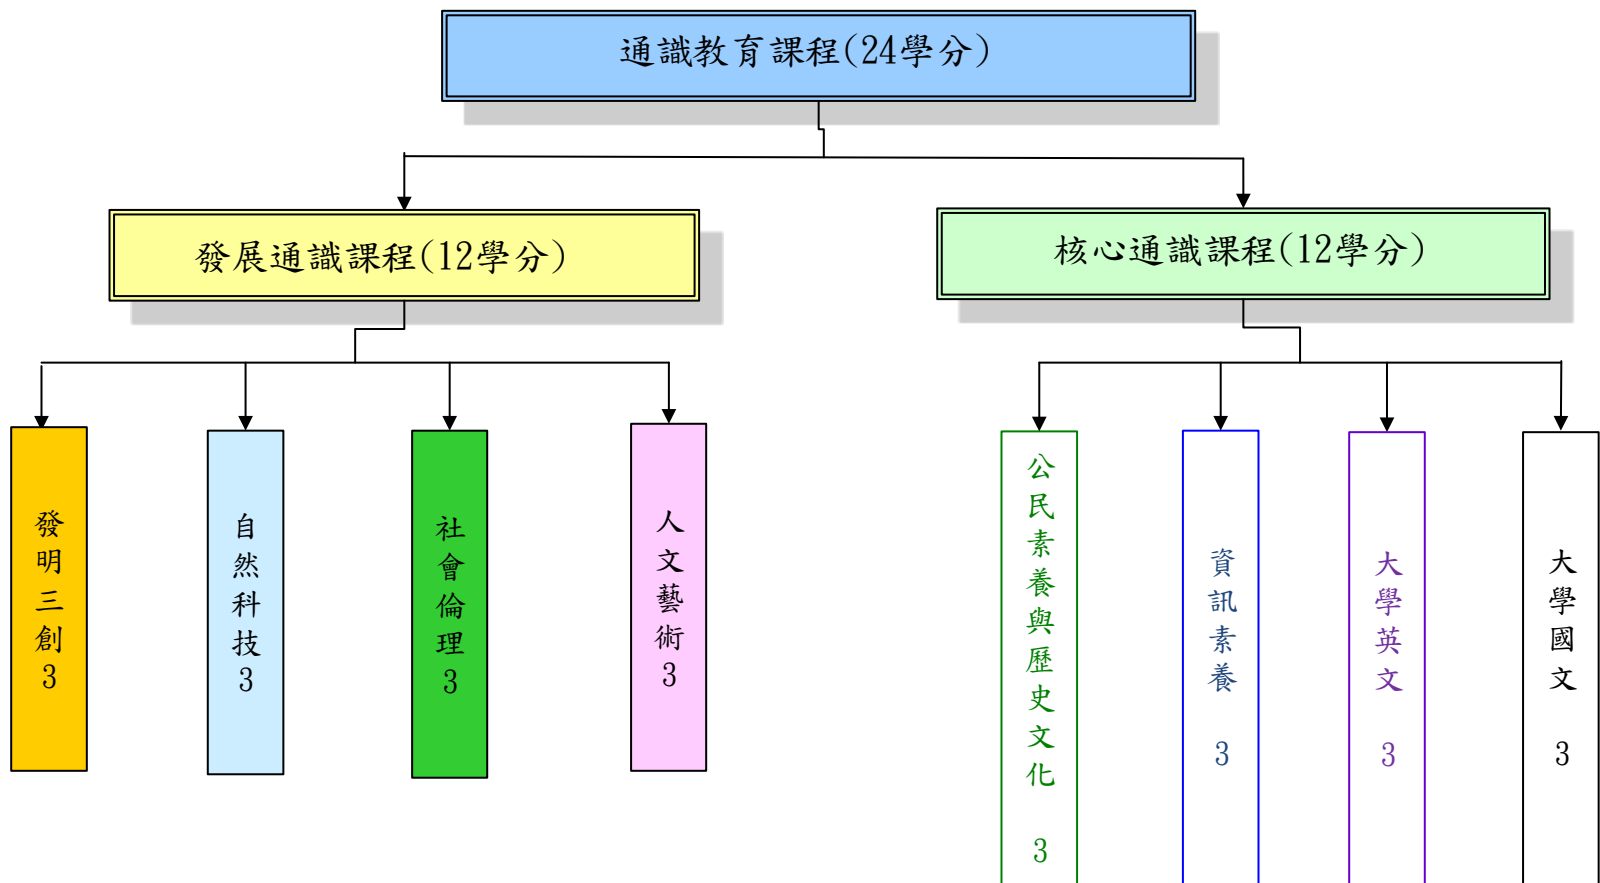 通識教育課程(24學分)
發展通識課程(12學分)
核心通識課程(12學分)
發明三創3
自然科技3
社會倫理3
人文藝術3
公民素養與歷史文化 3
資訊素養 3
大學英文 3
大學國文 3